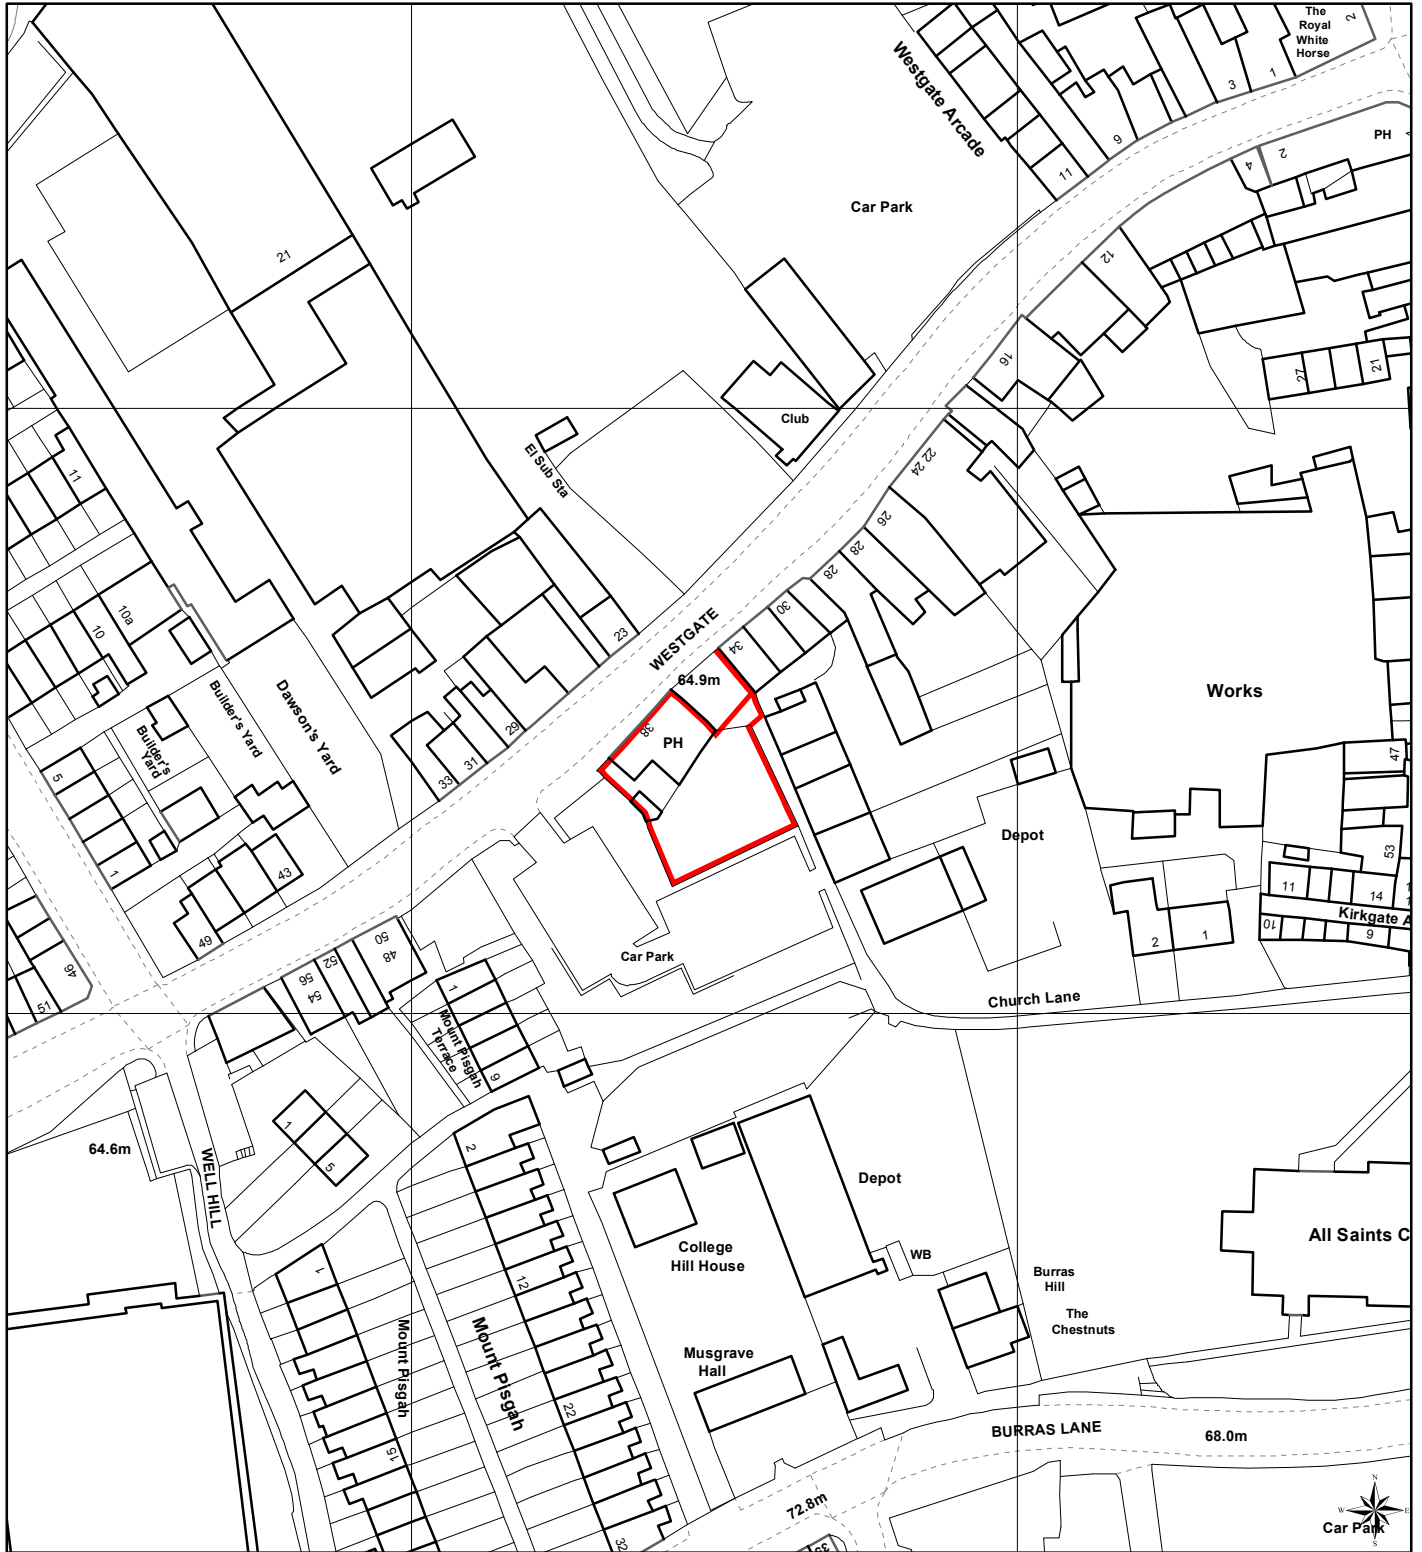 The
Royal
White
Horse
2
1
3
PH
2
4
6
11
Westgate Arcade
Car Park
12
21
16
27
21
Club
El Sub Sta
22 24
26
28
28
11
10a
10
30
34
23
WESTGATE
64.9m
Works
Builder's Yard
Dawson's Yard
Builder's
Yard
38
PH
29
31
33
47
5
1
Depot
43
53
11
14
49
Kirkgate A
10
9
2
1
50
48
52
56
54
46
51
Car Park
1
Mount Pisgah
Terrace
9
Church Lane
64.6m
WELL HILL
1
5
2
Depot
All Saints C
College
Hill House
WB
Burras
Hill
The
Chestnuts
1
12
Mount Pisgah
Mount Pisgah
Musgrave
Hall
22
15
BURRAS LANE
68.0m
72.8m
32
N
W
E
S
Car Park